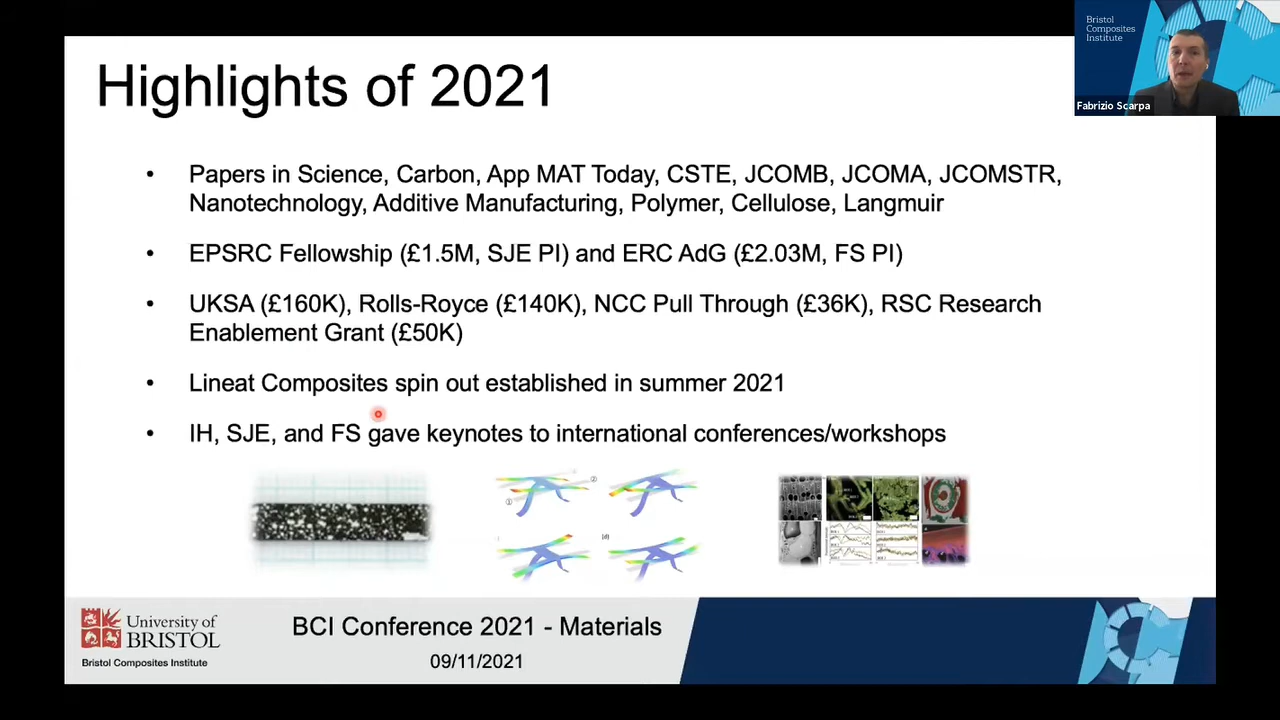 Highlights of 2021
Bristol
Composites
Institute
Fabrizio Scarpa
• Papers in Science, Carbon, App MAT Today, CSTE, JCOMB, JCOMA, JCOMSTR,
Nanotechnology, Additive Manufacturing, Polymer, Cellulose, Langmuir
• EPSRC Fellowship (£1.5M, SJE PI) and ERC AdG (£2.03M, FS PI)
• UKSA (£160K), Rolls-Royce (£140K), NCC Pull Through (£36K), RSC Research
Enablement Grant (£50K)
• Lineat Composites spin out established in summer 2021
• IH, SJE, and FS gave keynotes to international conferences/workshops
University of
BRISTOL
Bristol Composites Institute
BCI Conference 2021 - Materials
09/11/2021